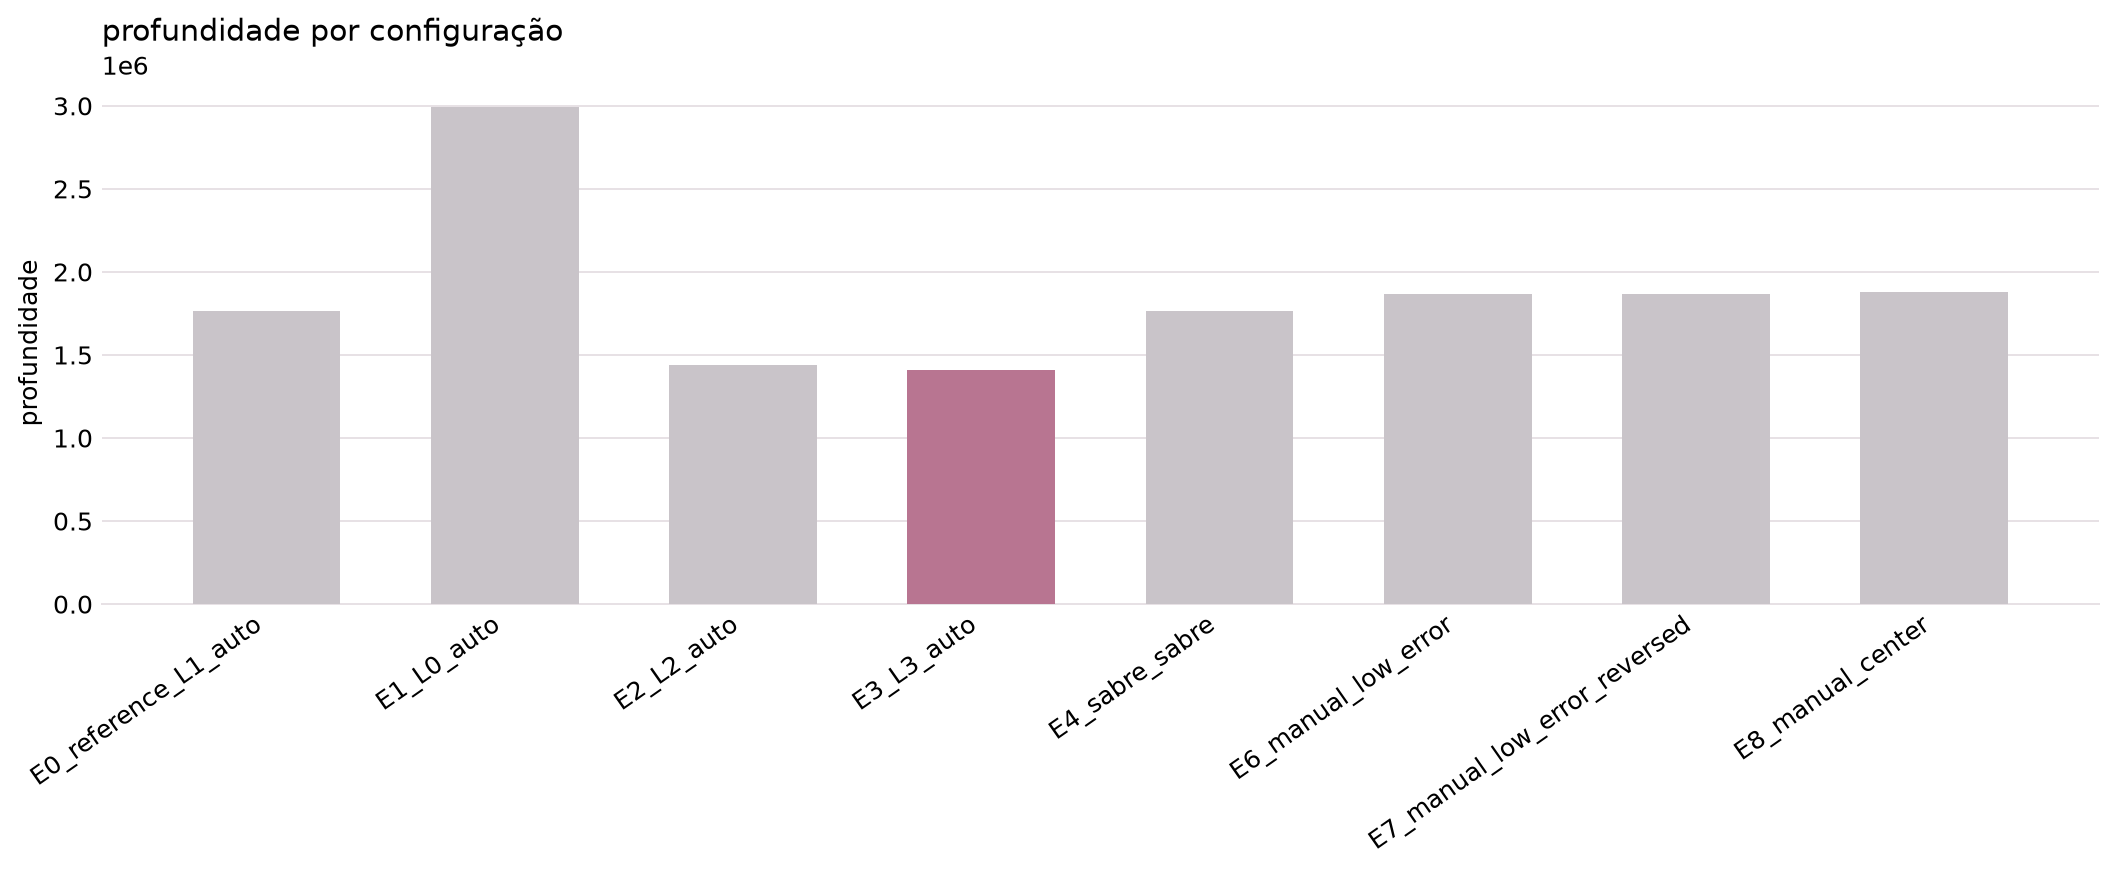 profundidade por configuração
1e6
3.0
2.5
2.0
1.5
1.0
0.5
0.0
profundidade
E0_reference_L1_auto
E1_L0_auto
E2_L2_auto
E3_L3_auto
E4_sabre_sabre
E6_manual_low_error
E7_manual_low_error_reversed
E8_manual_center